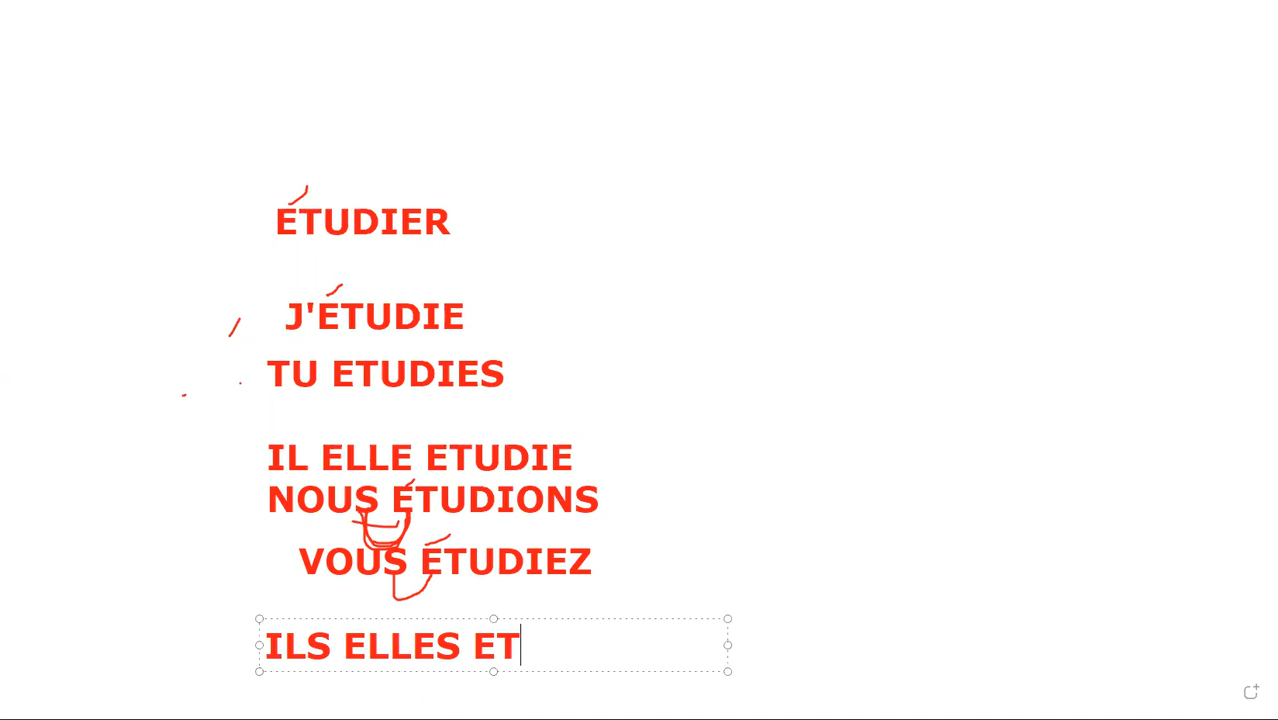 ÉTUDIER
J'ÉTUDIE
TU ETUDIES
IL ELLE ETUDIE
NOUS ÉTUDIONS
VOUS ÉTUDIEZ
ILS ELLES ET